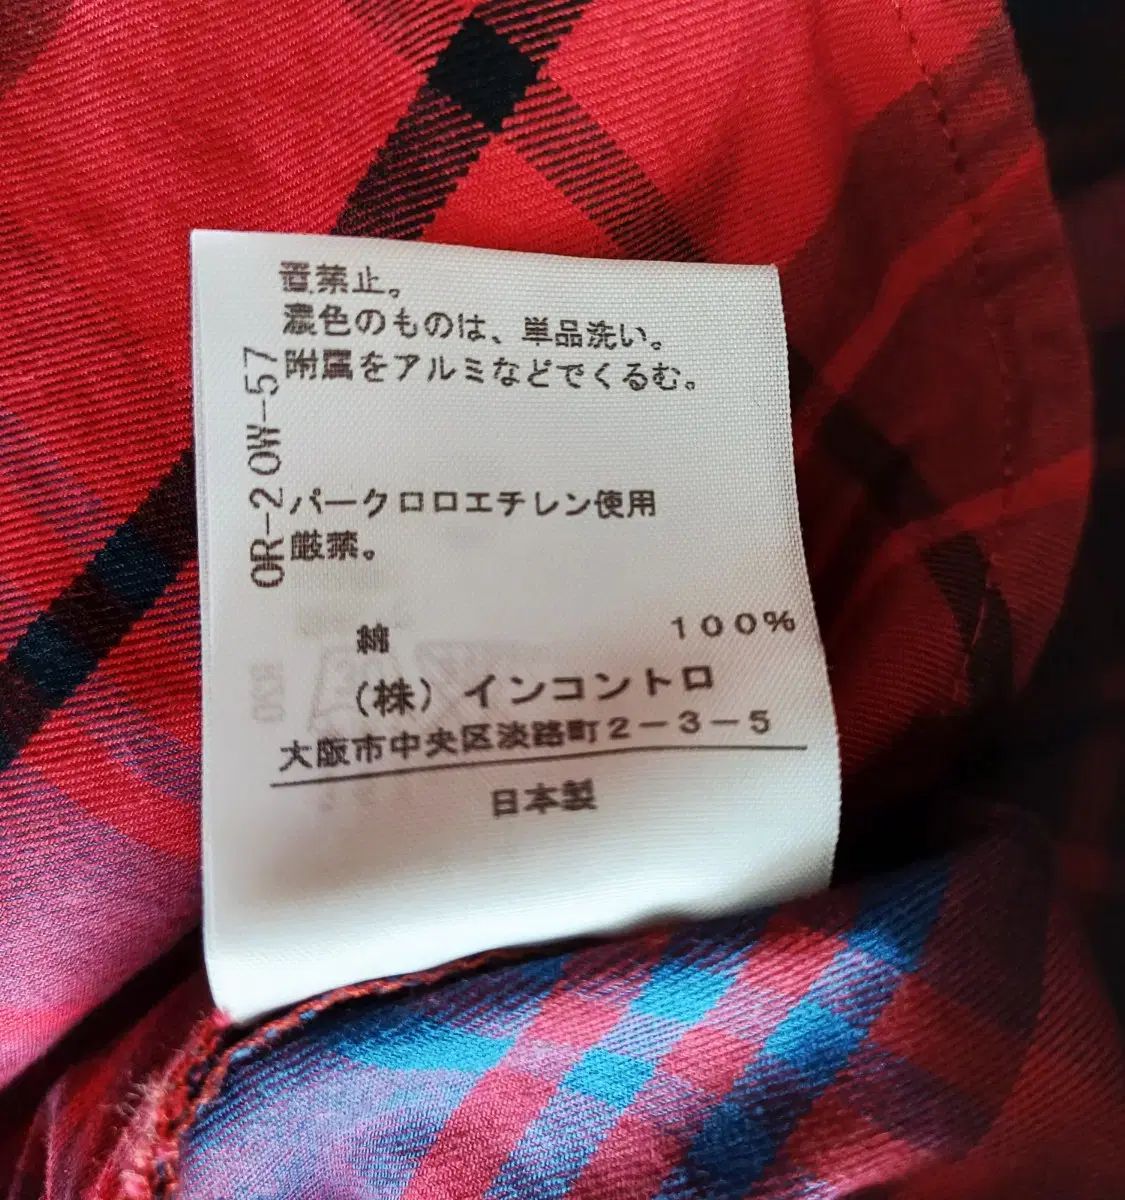 置禁止。
濃色のものは、単品洗い。
附属をアルミなどでくるむ。
OR-20W-57
パークロロエチレン使用
厳禁。
綿 100%
(株)インコントロ
大阪市中央区淡路町2-3-5
日本製